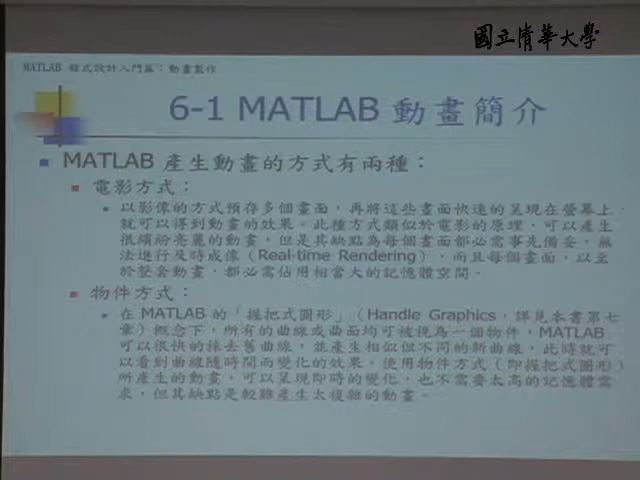 國立清華大學
MATLAB 程式設計入門篇：動畫製作
6-1 MATLAB 動畫簡介
MATLAB 產生動畫的方式有兩種：
電影方式：
以影像的方式預存多個畫面，再將這些畫面快速的呈現在螢幕上，
就可以得到動畫的效果。此種方式類似於電影的原理，可以產生
很繽紛亮麗的動畫，但是其缺點為每個畫面都必需事先備妥，無
法進行及時成像（Real-time Rendering），而且每個畫面，以至
於整套動畫，都必需佔用相當大的記憶體空間。
物件方式：
在 MATLAB 的「握把式圖形」（Handle Graphics，詳見本書第七
章）概念下，所有的曲線或曲面均可被視為一個物件，MATLAB
可以很快的抹去舊曲線，並產生相似但不同的新曲線，此時就可
以看到曲線隨時間而變化的效果。使用物件方式（即握把式圖形）
所產生的動畫，可以呈現即時的變化，也不需要太高的記憶體需
求，但其缺點是較難產生太複雜的動畫。